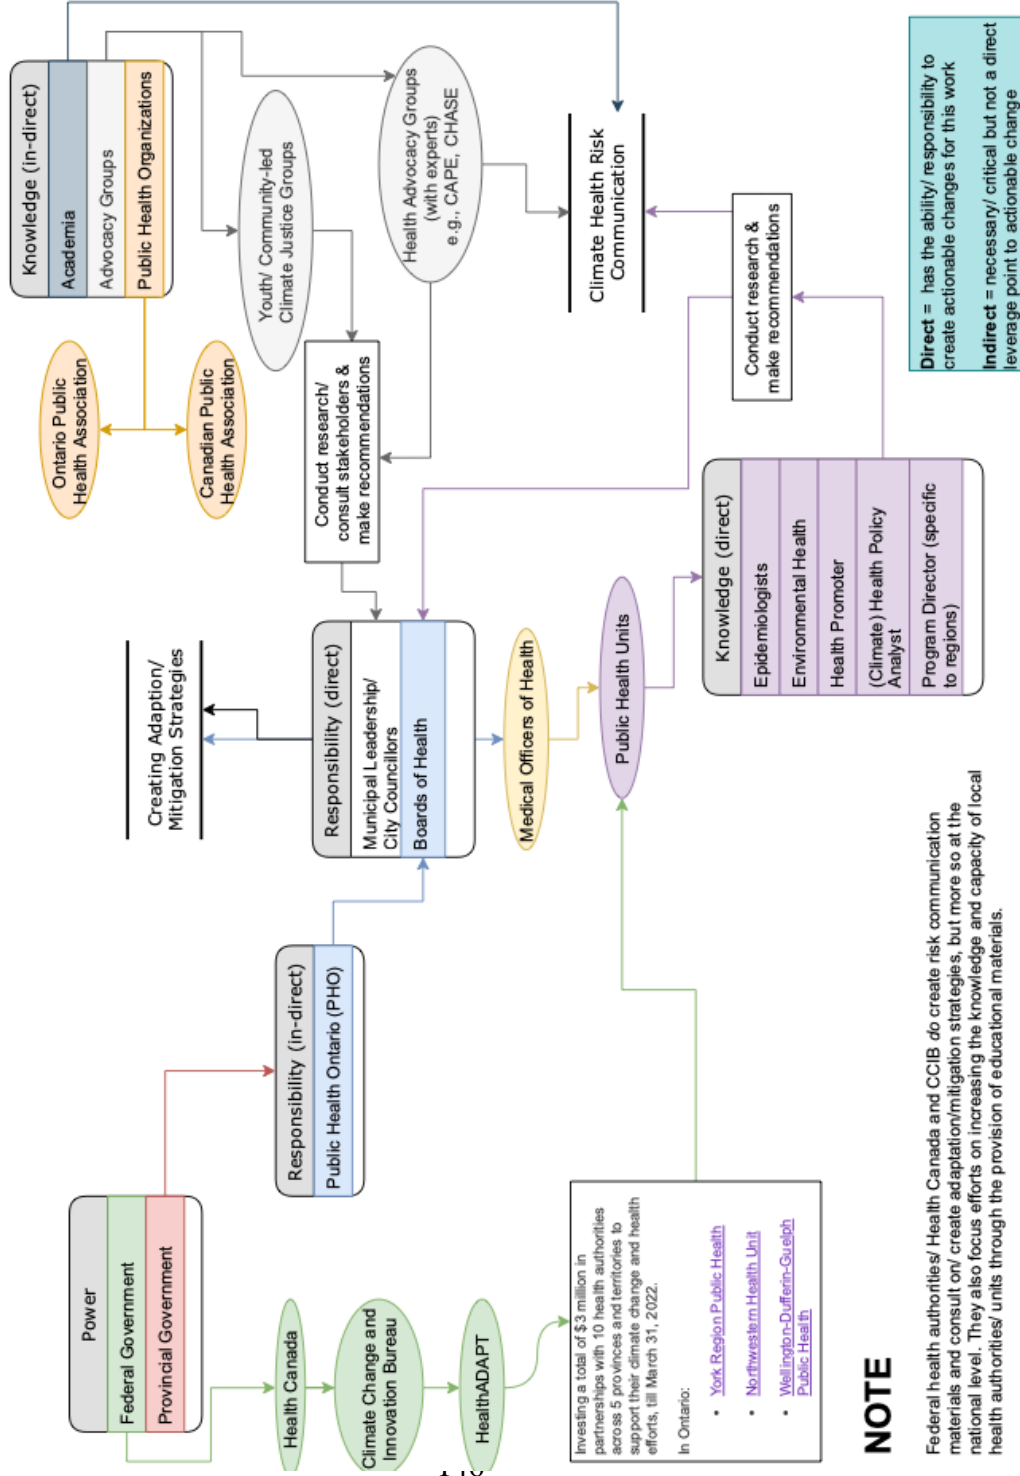 Power
Federal Government
Provincial Government
Health Canada
Climate Change and
Innovation Bureau
HealthADAPT
Investing a total of $3 million in
partnerships with 10 health authorities
across 5 provinces and territories to
support their climate change and health
efforts, till March 31, 2022.
In Ontario:
• York Region Public Health
• Northwestern Health Unit
• Wellington-Dufferin-Guelph
Public Health
Responsibility (in-direct)
Public Health Ontario (PHO)
Creating Adaption/
Mitigation Strategies
Responsibility (direct)
Municipal Leadership/
City Councillors
Boards of Health
Medical Officers of Health
Public Health Units
Knowledge (direct)
Epidemiologists
Environmental Health
Health Promoter
(Climate) Health Policy
Analyst
Program Director (specific
to regions)
Ontario Public
Health Association
Canadian Public
Health Association
Conduct research/
consult stakeholders &
make recommendations
Knowledge (in-direct)
Academia
Advocacy Groups
Public Health Organizations
Youth/ Community-led
Climate Justice Groups
Health Advocacy Groups
(with experts)
e.g., CAPE, CHASE
Climate Health Risk
Communication
Conduct research &
make recommendations
Direct = has the ability/ responsibility to
create actionable changes for this work
Indirect = necessary/ critical but not a direct
leverage point to actionable change
NOTE
Federal health authorities/ Health Canada and CCIB do create risk communication
materials and consult on/ create adaptation/mitigation strategies, but more so at the
national level. They also focus efforts on increasing the knowledge and capacity of local
health authorities/ units through the provision of educational materials.